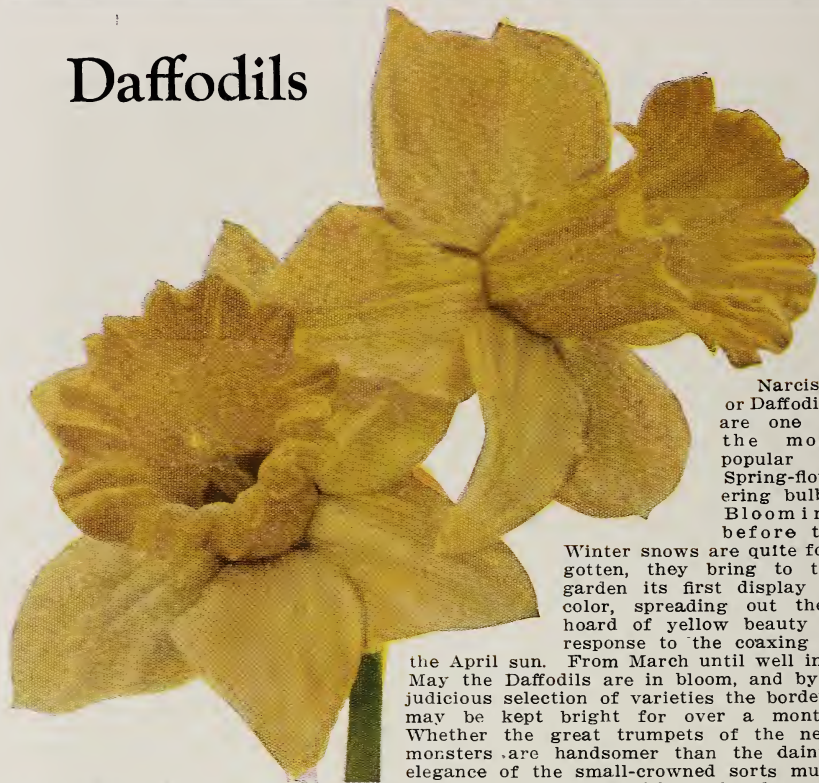 Daffodils
Narcis
or Daffodi
are one
the mo
popular
Spring-flo
ering bul
Bloomin
before t
Winter snows are quite fo
gotten, they bring to t
garden its first display
color, spreading out the
hoard of yellow beauty
response to the coaxing
the April sun. From March until well in
May the Daffodils are in bloom, and by
judicious selection of varieties the borde
may be kept bright for over a mont
Whether the great trumpets of the ne
monsters are handsomer than the dain
elegance of the small-crowned sorts mu